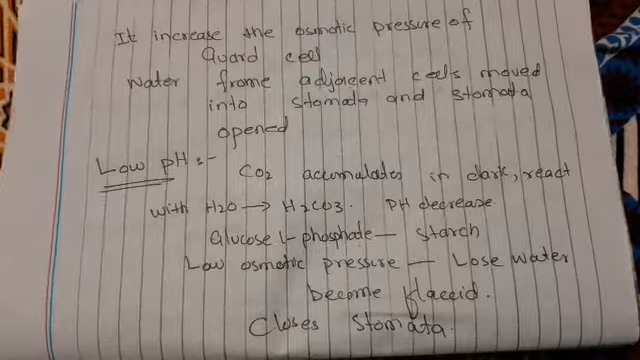 It increase the osmotic pressure of
Guard cell
Water frome adjacent cells moved
into stomata and stomata
opened
Low pH :-
CO2 accumalates in dark, react
with H2O → H2CO3. PH decrease
Glucose 1-phosphate — Starch
Low osmotic pressure — Lose water
become flaccid.
Closes stomata.